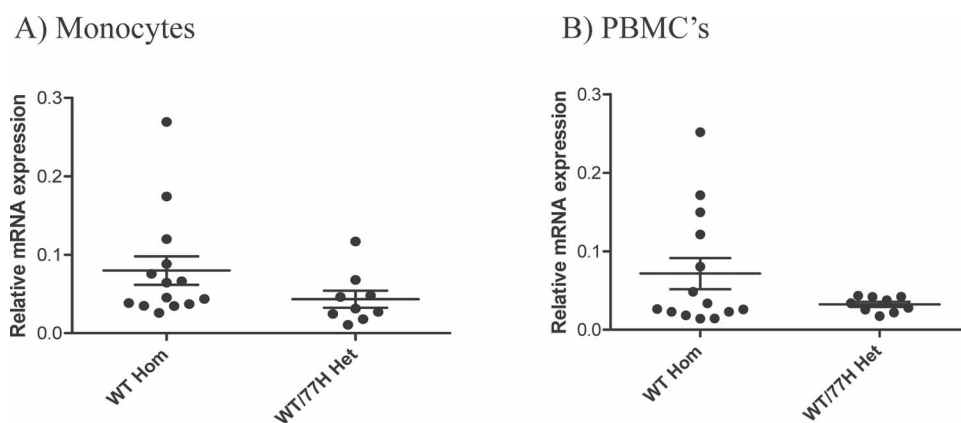 A) Monocytes
Relative mRNA expression
0.3
0.2
0.1
0.0
WT Hom
WT/77H Het
B) PBMC's
Relative mRNA expression
0.3
0.2
0.1
0.0
WT Hom
WT/77H Het